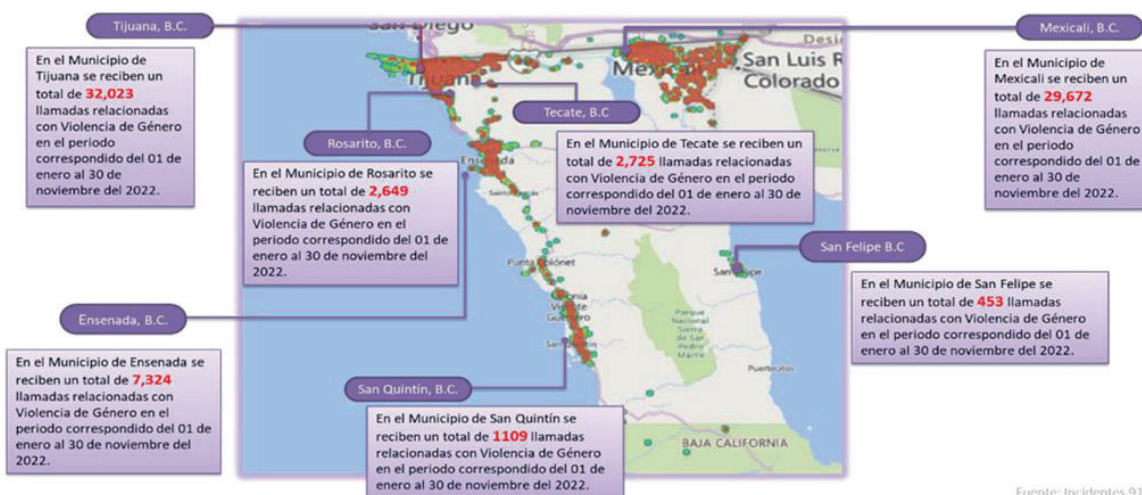 Tijuana, B.C.
En el Municipio de
Tijuana se reciben un
total de 32,023
llamadas relacionadas
con Violencia de Género
en el periodo
correspondido del 01 de
enero al 30 de
noviembre del 2022.
San Diego
Tijuana
Mexicali
San Luis R
Colorado
Mexicali, B.C.
En el Municipio de
Mexicali se reciben un
total de 29,672
llamadas relacionadas
con Violencia de Género
en el periodo
correspondido del 01 de
enero al 30 de
noviembre del 2022.
Tecate, B.C
En el Municipio de Tecate se reciben un
total de 2,725 llamadas relacionadas
con Violencia de Género en el periodo
correspondido del 01 de enero al 30 de
noviembre del 2022.
Rosarito, B.C.
En el Municipio de Rosarito se
reciben un total de 2,649
llamadas relacionadas con
Violencia de Género en el
periodo correspondido del 01 de
enero al 30 de noviembre del
2022.
Ensenada
San Felipe B.C
San Felipe
En el Municipio de San Felipe se
reciben un total de 453 llamadas
relacionadas con Violencia de Género
en el periodo correspondido del 01 de
enero al 30 de noviembre del 2022.
Punta Colonet
Colonia
Vicente
Guerrero
Parque
Nacional
Sierra
de San
Pedro
Mártir
Ensenada, B.C.
En el Municipio de Ensenada se
reciben un total de 7,324
llamadas relacionadas con
Violencia de Género en el
periodo correspondido del 01 de
enero al 30 de noviembre del
2022.
San Quintín
Puertecitos
San Quintín, B.C.
En el Municipio de San Quintín se
reciben un total de 1109 llamadas
relacionadas con Violencia de Género
en el periodo correspondido del 01 de
enero al 30 de noviembre del 2022.
BAJA CALIFORNIA
Fuente: Incidentes 91